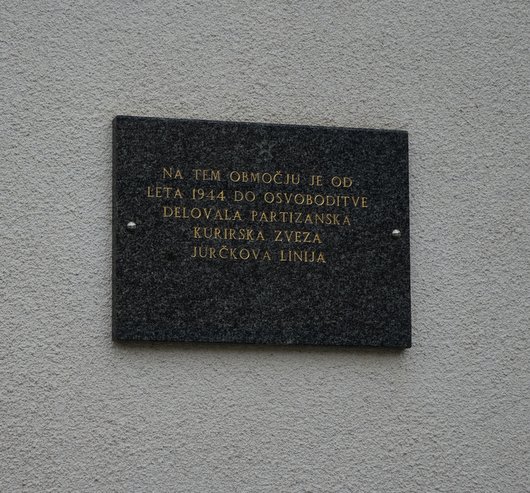 NA TEM OBMOČJU JE OD
LETA 1944 DO OSVOBODITVE
DELOVALA PARTIZANSKA
KURIRSKA ZVEZA
JURČKOVA LINIJA